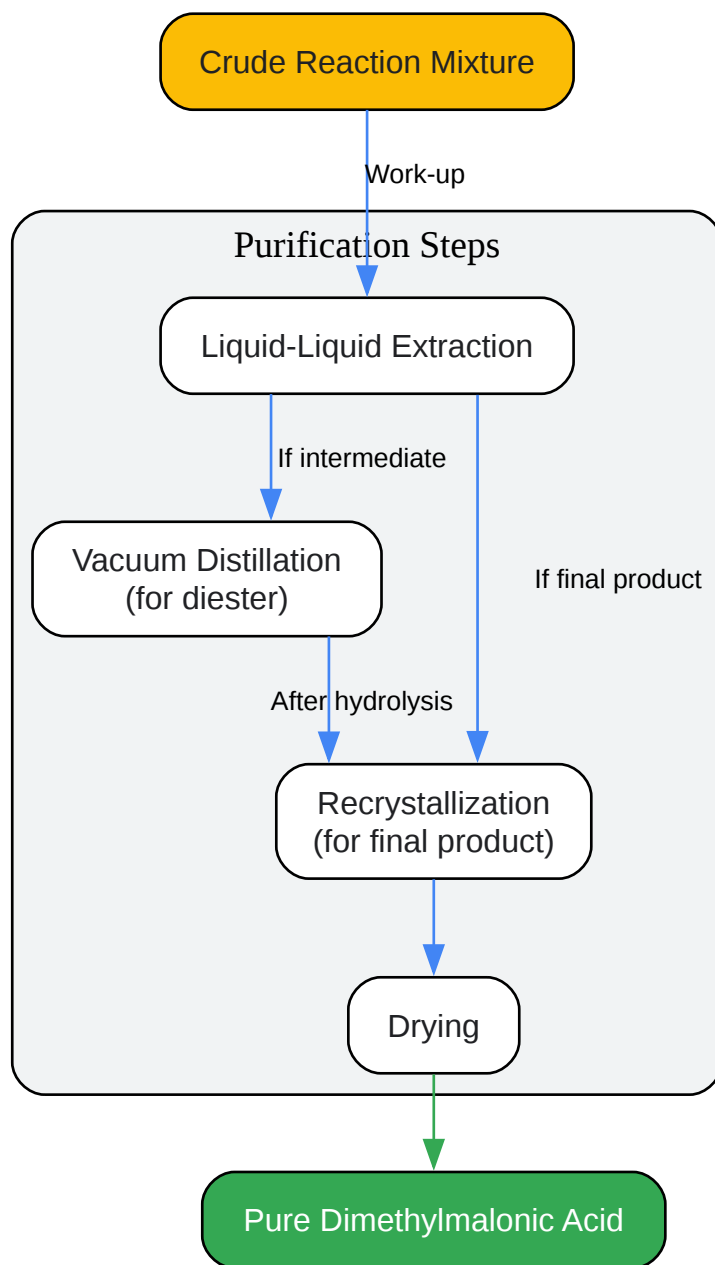 Crude Reaction Mixture
Work-up
Purification Steps
Liquid-Liquid Extraction
If intermediate
Vacuum Distillation
(for diester)
If final product
After hydrolysis
Recrystallization
(for final product)
Drying
Pure Dimethylmalonic Acid